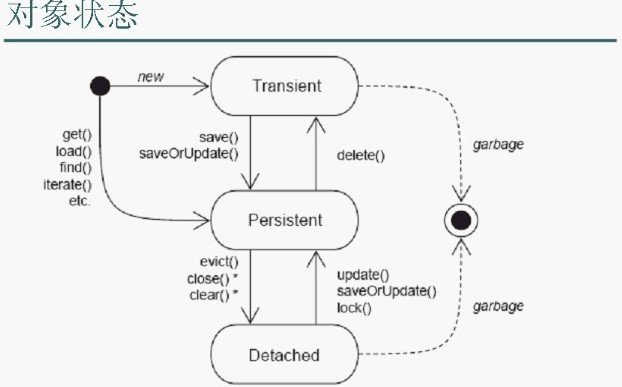 对象状态
new
Transient
get()
load()
find()
iterate()
etc.
save()
saveOrUpdate()
delete()
garbage
Persistent
evict()
close() *
clear() *
update()
saveOrUpdate()
lock()
garbage
Detached